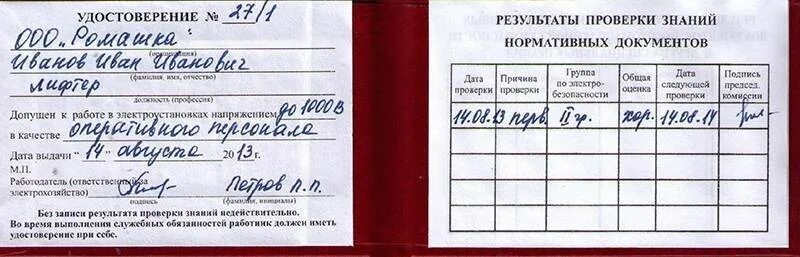 УДОСТОВЕРЕНИЕ № 27/1
ООО „Ромашка"
(организация)
Иванов Иван Иванович
(фамилия, имя, отчество)
лифтер
должность (профессия)
Допущен к работе в электроустановках напряжением до 1000 В
в качестве оперативного персонала
Дата выдачи " 14 " августа 2013г.
М.П.
Работодатель (ответственный за
электрохозяйство) Петров П.П.
подпись (фамилия, инициалы)
Без записи результата проверки знаний недействительно.
Во время выполнения служебных обязанностей работник должен иметь
удостоверение при себе.
РЕЗУЛЬТАТЫ ПРОВЕРКИ ЗНАНИЙ
НОРМАТИВНЫХ ДОКУМЕНТОВ
Дата проверки
Причина проверки
Группа по электро-безопасности
Общая оценка
Дата следующей проверки
Подпись председ. комиссии
14.08.13 перв. II гр. хор. 14.08.14